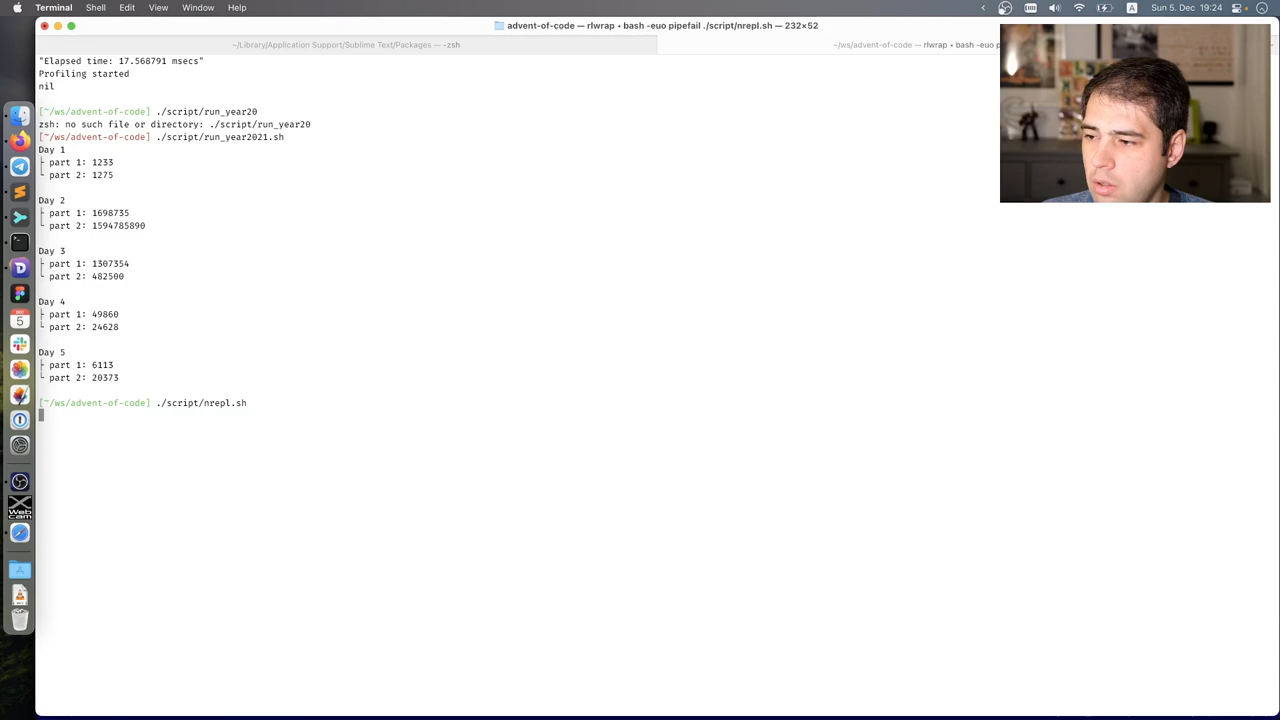 Terminal Shell Edit View Window Help
A Sun 5. Dec 19:24
advent-of-code — rlwrap • bash -euo pipefail ./script/nrepl.sh — 232×52
~/Library/Application Support/Sublime Text/Packages — -zsh
~/ws/advent-of-code — rlwrap • bash -euo
"Elapsed time: 17.568791 msecs"
Profiling started
nil
[~/ws/advent-of-code] ./script/run_year20
zsh: no such file or directory: ./script/run_year20
[~/ws/advent-of-code] ./script/run_year2021.sh
Day 1
├ part 1: 1233
└ part 2: 1275
Day 2
├ part 1: 1698735
└ part 2: 1594785890
Day 3
├ part 1: 1307354
└ part 2: 482500
Day 4
├ part 1: 49860
└ part 2: 24628
Day 5
├ part 1: 6113
└ part 2: 20373
[~/ws/advent-of-code] ./script/nrepl.sh
DEC
5
X
Web
cam